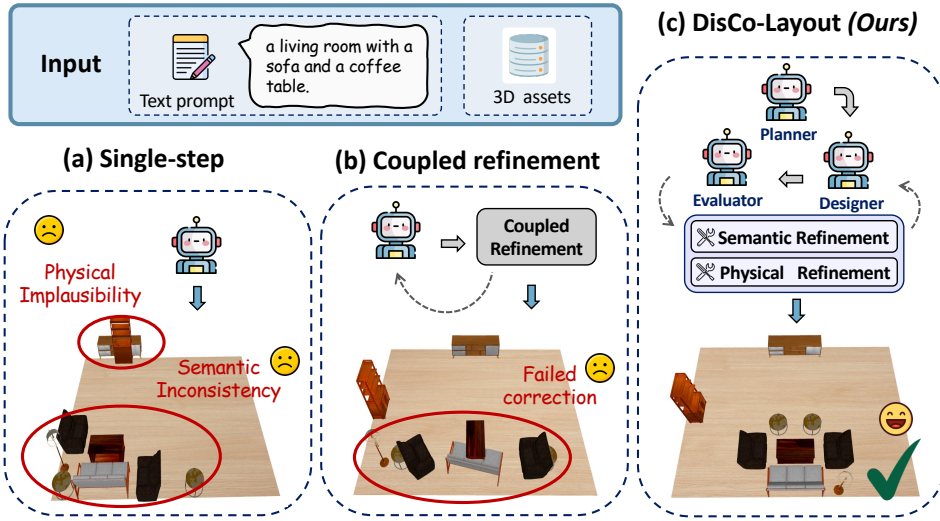 Input
Text prompt
a living room with a
sofa and a coffee
table.
3D assets
(a) Single-step
Physical
Implausibility
Semantic
Inconsistency
(b) Coupled refinement
Coupled
Refinement
Failed
correction
(c) DisCo-Layout (Ours)
Planner
Evaluator
Designer
Semantic Refinement
Physical Refinement